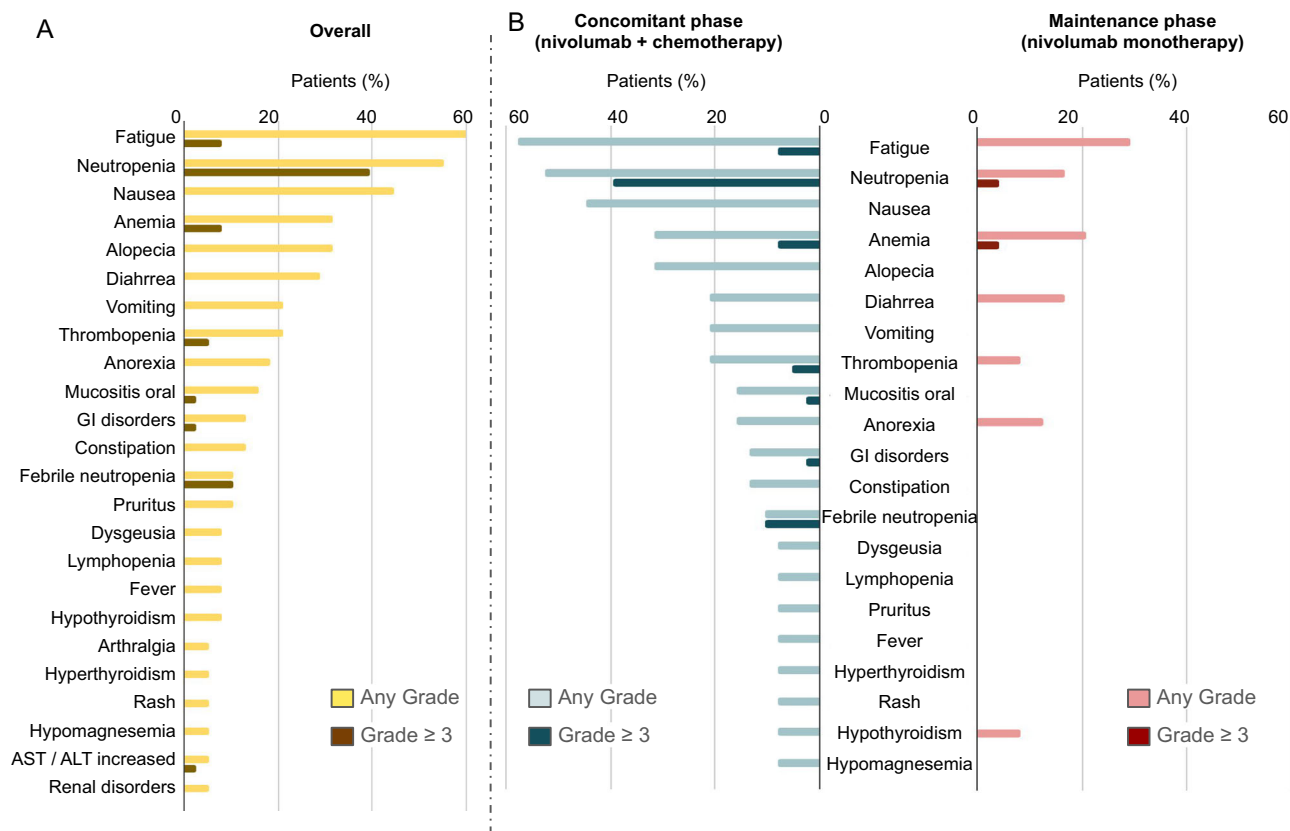 A
Overall
Patients (%)
0 20 40 60
Fatigue
Neutropenia
Nausea
Anemia
Alopecia
Diahrrea
Vomiting
Thrombopenia
Anorexia
Mucositis oral
GI disorders
Constipation
Febrile neutropenia
Pruritus
Dysgeusia
Lymphopenia
Fever
Hypothyroidism
Arthralgia
Hyperthyroidism
Rash
Hypomagnesemia
AST / ALT increased
Renal disorders
Any Grade
Grade ≥ 3
B
Concomitant phase
(nivolumab + chemotherapy)
Patients (%)
60 40 20 0
Any Grade
Grade ≥ 3
Fatigue
Neutropenia
Nausea
Anemia
Alopecia
Diahrrea
Vomiting
Thrombopenia
Mucositis oral
Anorexia
GI disorders
Constipation
Febrile neutropenia
Dysgeusia
Lymphopenia
Pruritus
Fever
Hyperthyroidism
Rash
Hypothyroidism
Hypomagnesemia
Maintenance phase
(nivolumab monotherapy)
Patients (%)
0 20 40 60
Any Grade
Grade ≥ 3